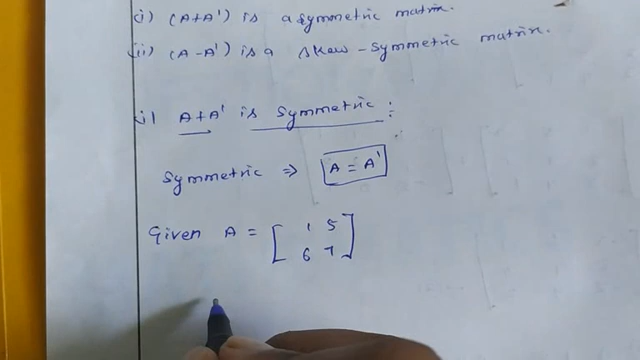 i) (A+A') is a symmetric matrix.
(ii) (A-A') is a skew-symmetric matrix.
i) A+A' is symmetric :
Symmetric ⇒ A = A'
Given A = [ 1 5
6 7 ]